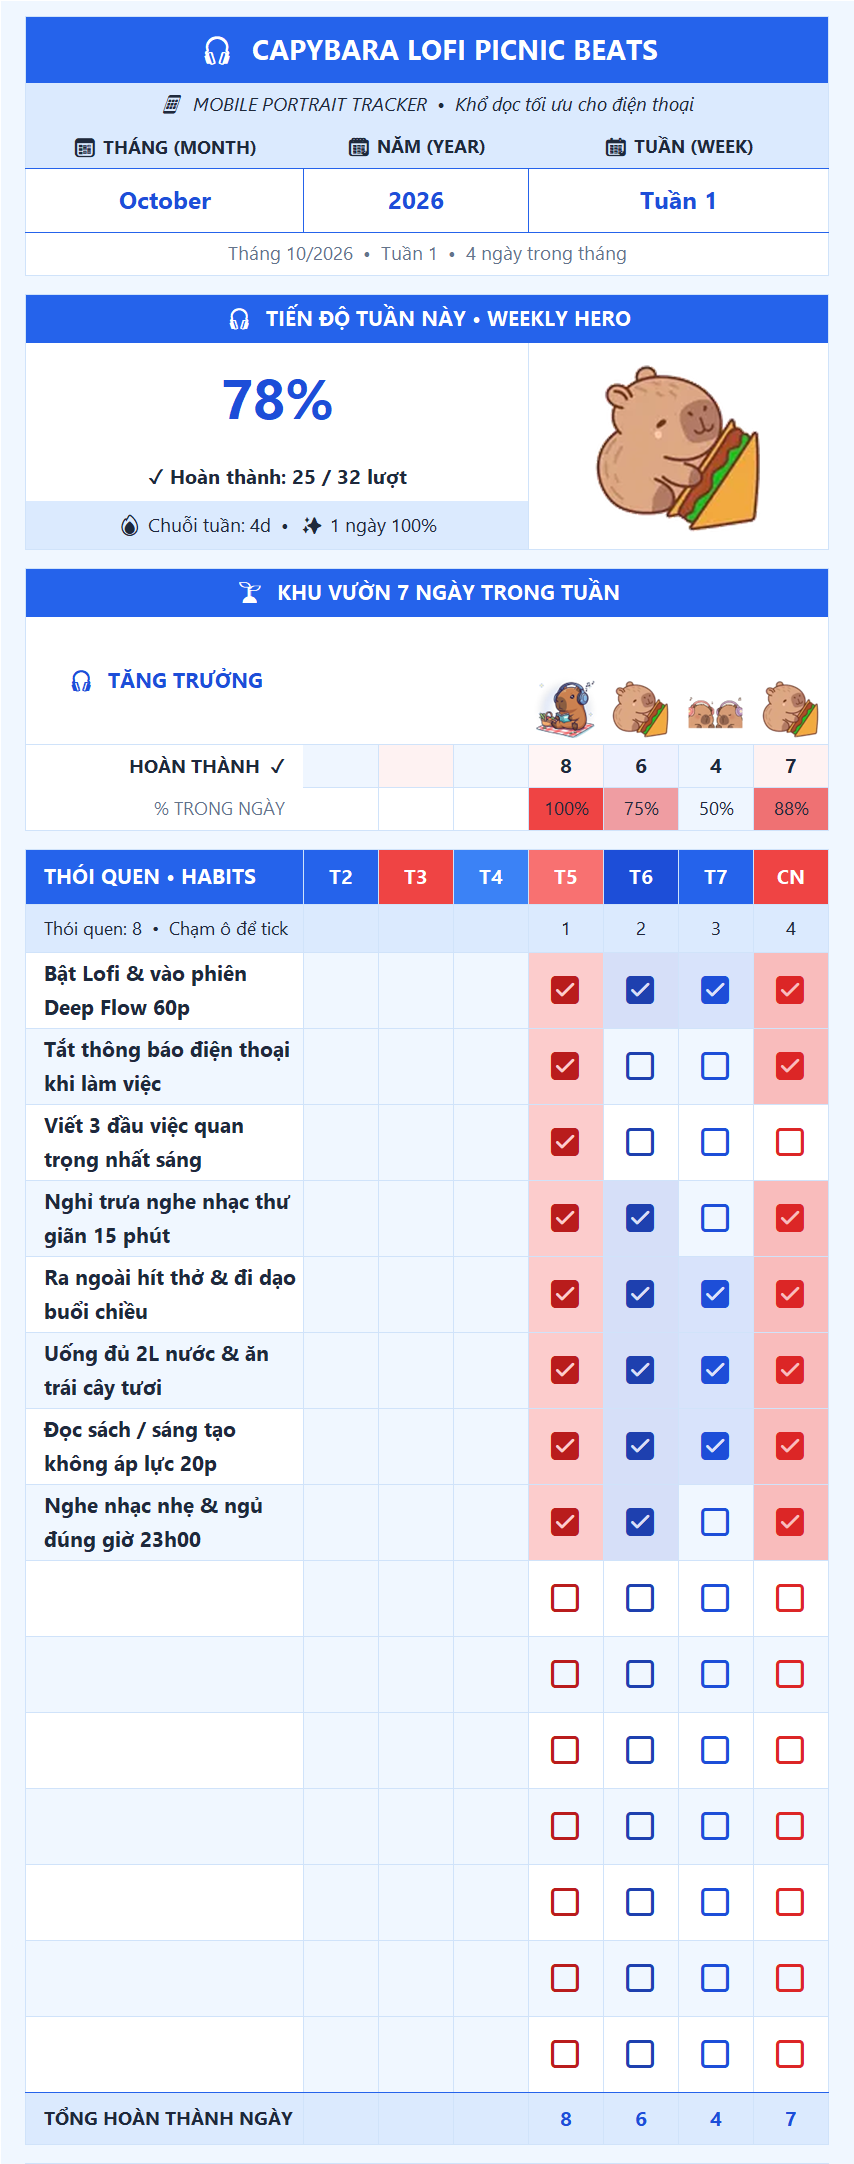 CAPYBARA LOFI PICNIC BEATS
MOBILE PORTRAIT TRACKER • Khổ dọc tối ưu cho điện thoại
THÁNG (MONTH) NĂM (YEAR) TUẦN (WEEK)
October 2026 Tuần 1
Tháng 10/2026 • Tuần 1 • 4 ngày trong tháng
TIẾN ĐỘ TUẦN NÀY • WEEKLY HERO
78%
✓ Hoàn thành: 25 / 32 lượt
Chuỗi tuần: 4d • 1 ngày 100%
KHU VƯỜN 7 NGÀY TRONG TUẦN
TĂNG TRƯỞNG
HOÀN THÀNH ✓ 8 6 4 7
% TRONG NGÀY 100% 75% 50% 88%
THÓI QUEN • HABITS T2 T3 T4 T5 T6 T7 CN
Thói quen: 8 • Chạm ô để tick 1 2 3 4
Bật Lofi & vào phiên
Deep Flow 60p
Tắt thông báo điện thoại
khi làm việc
Viết 3 đầu việc quan
trọng nhất sáng
Nghỉ trưa nghe nhạc thư
giãn 15 phút
Ra ngoài hít thở & đi dạo
buổi chiều
Uống đủ 2L nước & ăn
trái cây tươi
Đọc sách / sáng tạo
không áp lực 20p
Nghe nhạc nhẹ & ngủ
đúng giờ 23h00
TỔNG HOÀN THÀNH NGÀY 8 6 4 7